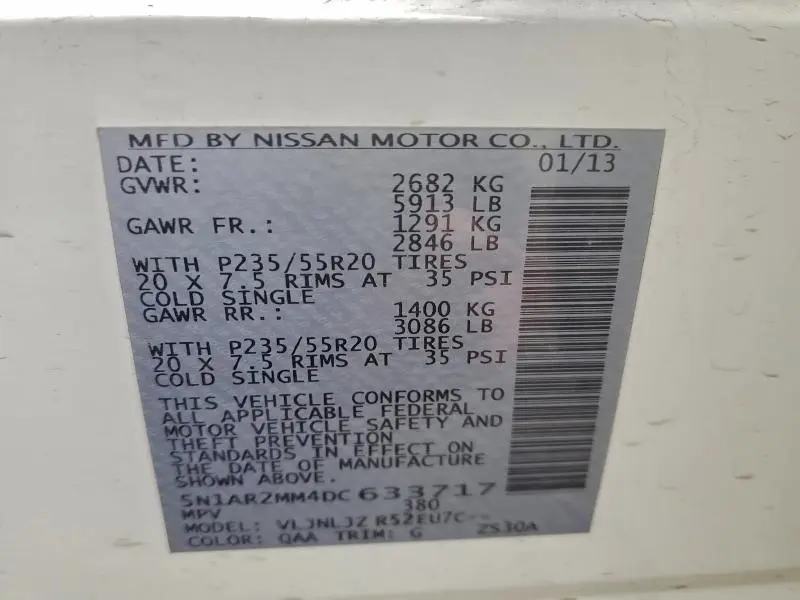 MFD BY NISSAN MOTOR CO., LTD.
DATE: 01/13
GVWR: 2682 KG
5913 LB
GAWR FR.: 1291 KG
2846 LB
WITH P235/55R20 TIRES
20 X 7.5 RIMS AT 35 PSI
COLD SINGLE
GAWR RR.: 1400 KG
3086 LB
WITH P235/55R20 TIRES
20 X 7.5 RIMS AT 35 PSI
COLD SINGLE
THIS VEHICLE CONFORMS TO
ALL APPLICABLE FEDERAL
MOTOR VEHICLE SAFETY AND
THEFT PREVENTION
STANDARDS IN EFFECT ON
THE DATE OF MANUFACTURE
SHOWN ABOVE.
5N1AR2MM4DC 633717
MPV 380
MODEL: VLJNLJZ R52EU7C--
COLOR: QAA TRIM: G ZS30A